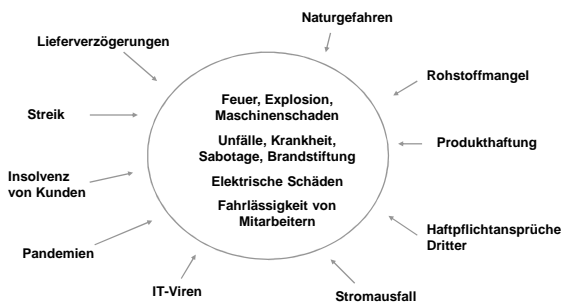 Naturgefahren
Lieferverzögerungen
Rohstoffmangel
Feuer, Explosion,
Maschinenschaden
Streik
Unfälle, Krankheit,
Sabotage, Brandstiftung
Produkthaftung
Elektrische Schäden
Insolvenz
von Kunden
Fahrlässigkeit von
Mitarbeitern
Haftpflichtansprüche
Dritter
Pandemien
IT-Viren
Stromausfall